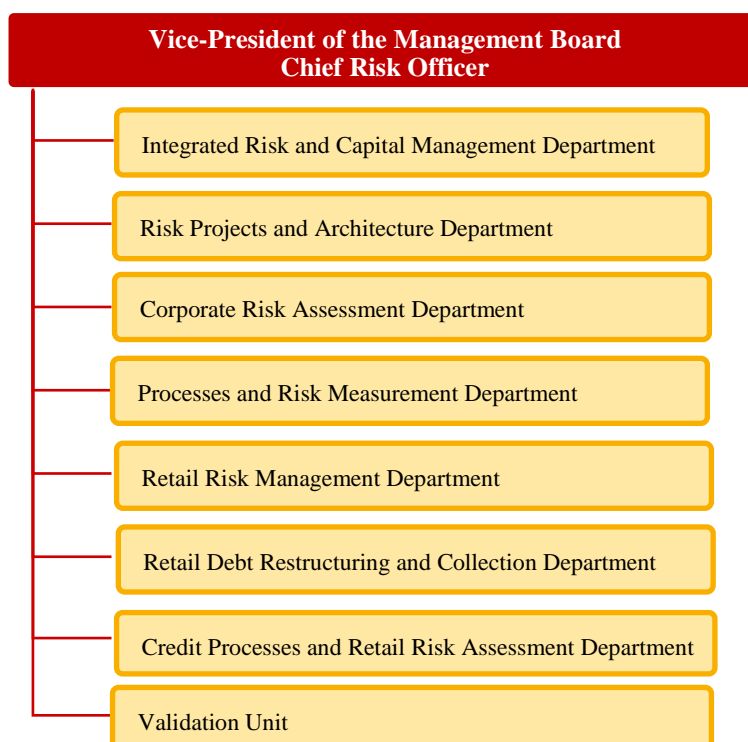 Vice-President of the Management Board
Chief Risk Officer
Integrated Risk and Capital Management Department
Risk Projects and Architecture Department
Corporate Risk Assessment Department
Processes and Risk Measurement Department
Retail Risk Management Department
Retail Debt Restructuring and Collection Department
Credit Processes and Retail Risk Assessment Department
Validation Unit